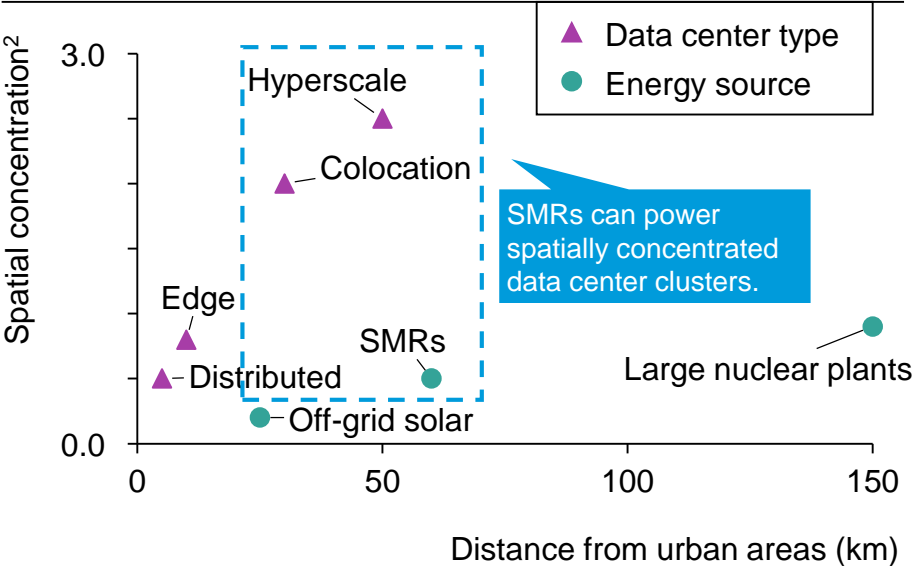 Data center type
Energy source
Spatial concentration²
3.0
0.0
Hyperscale
Colocation
SMRs can power
spatially concentrated
data center clusters.
Edge
SMRs
Distributed
Large nuclear plants
Off-grid solar
0
50
100
150
Distance from urban areas (km)